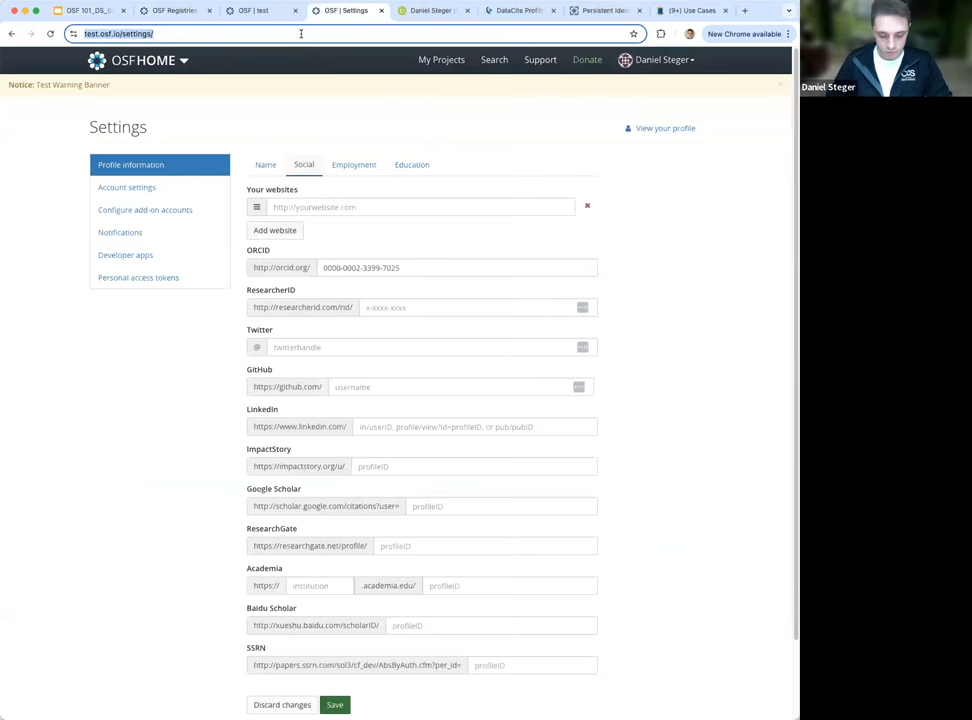 OSF 101_DS_0
OSF Registries
OSF | test
OSF | Settings
Daniel Steger (
DataCite Profile
Persistent Iden
(9+) Use Cases
test.osf.io/settings/
New Chrome available
OSFHOME
My Projects
Search
Support
Donate
Daniel Steger
Daniel Steger
Notice: Test Warning Banner
Settings
View your profile
Profile information
Account settings
Configure add-on accounts
Notifications
Developer apps
Personal access tokens
Name
Social
Employment
Education
Your websites
http://yourwebsite.com
Add website
ORCID
http://orcid.org/ 0000-0002-3399-7025
ResearcherID
http://researcherid.com/rid/ x-xxxx-xxxx
Twitter
@ twitterhandle
GitHub
https://github.com/ username
LinkedIn
https://www.linkedin.com/ in/userID, profile/view?id=profileID, or pub/pubID
ImpactStory
https://impactstory.org/u/ profileID
Google Scholar
http://scholar.google.com/citations?user= profileID
ResearchGate
https://researchgate.net/profile/ profileID
Academia
https:// institution .academia.edu/ profileID
Baidu Scholar
http://xueshu.baidu.com/scholarID/ profileID
SSRN
http://papers.ssrn.com/sol3/cf_dev/AbsByAuth.cfm?per_id= profileID
Discard changes
Save